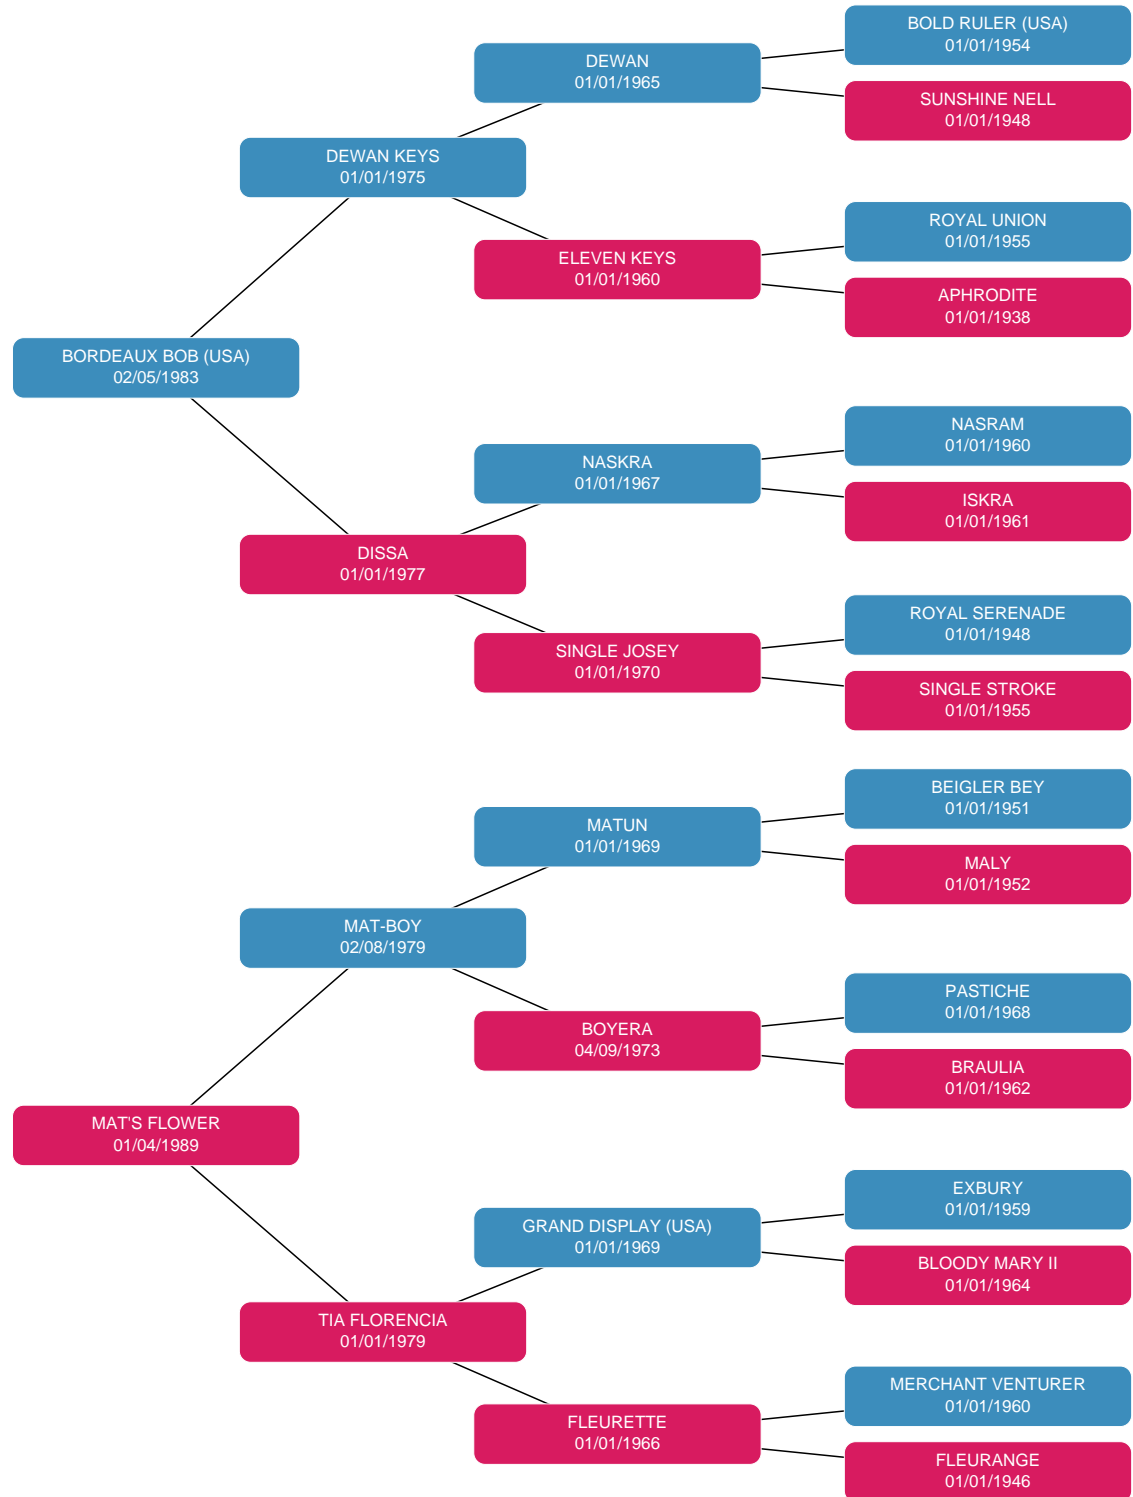 BOLD RULER (USA)
01/01/1954
DEWAN
01/01/1965
SUNSHINE NELL
01/01/1948
DEWAN KEYS
01/01/1975
ROYAL UNION
01/01/1955
ELEVEN KEYS
01/01/1960
APHRODITE
01/01/1938
BORDEAUX BOB (USA)
02/05/1983
NASRAM
01/01/1960
NASKRA
01/01/1967
ISKRA
01/01/1961
DISSA
01/01/1977
ROYAL SERENADE
01/01/1948
SINGLE JOSEY
01/01/1970
SINGLE STROKE
01/01/1955
BEIGLER BEY
01/01/1951
MATUN
01/01/1969
MALY
01/01/1952
MAT-BOY
02/08/1979
PASTICHE
01/01/1968
BOYERA
04/09/1973
BRAULIA
01/01/1962
MAT'S FLOWER
01/04/1989
EXBURY
01/01/1959
GRAND DISPLAY (USA)
01/01/1969
BLOODY MARY II
01/01/1964
TIA FLORENCIA
01/01/1979
MERCHANT VENTURER
01/01/1960
FLEURETTE
01/01/1966
FLEURANGE
01/01/1946